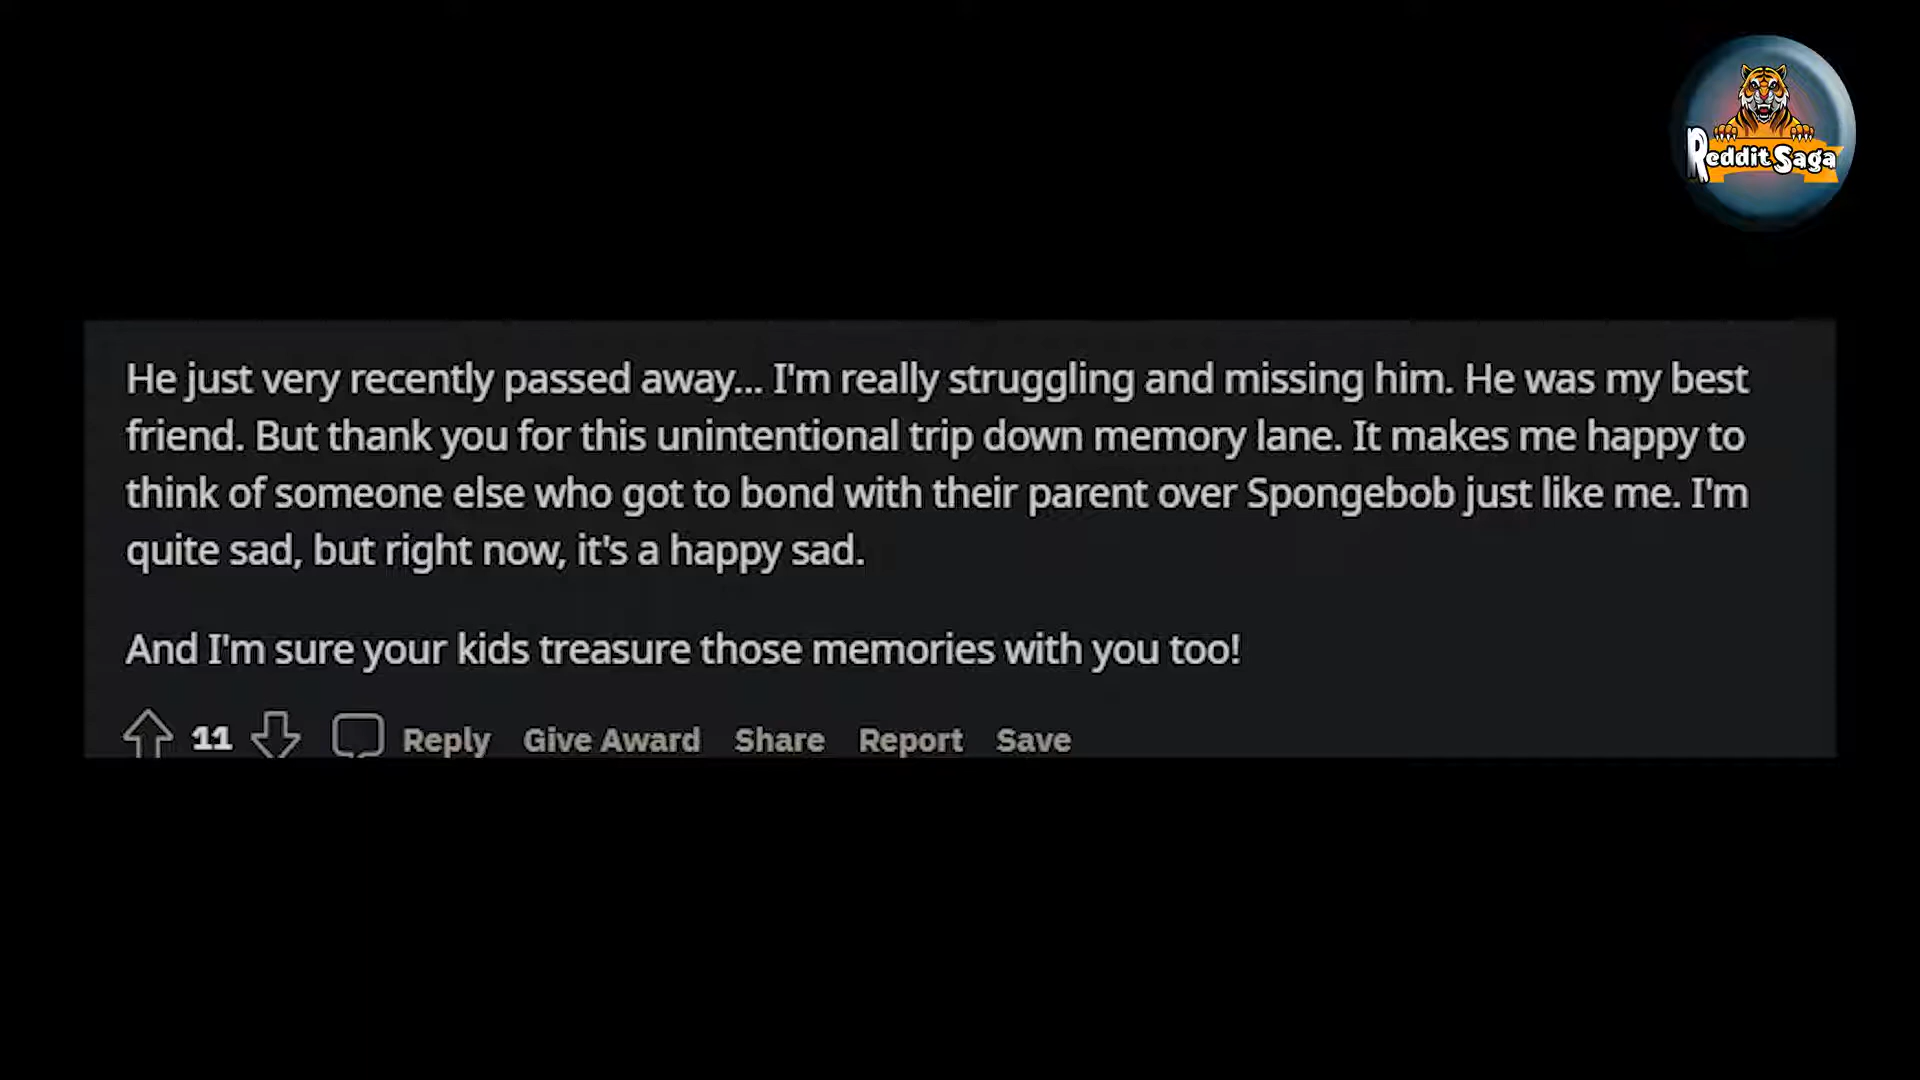 Reddit Saga
He just very recently passed away... I'm really struggling and missing him. He was my best
friend. But thank you for this unintentional trip down memory lane. It makes me happy to
think of someone else who got to bond with their parent over Spongebob just like me. I'm
quite sad, but right now, it's a happy sad.
And I'm sure your kids treasure those memories with you too!
11 Reply Give Award Share Report Save